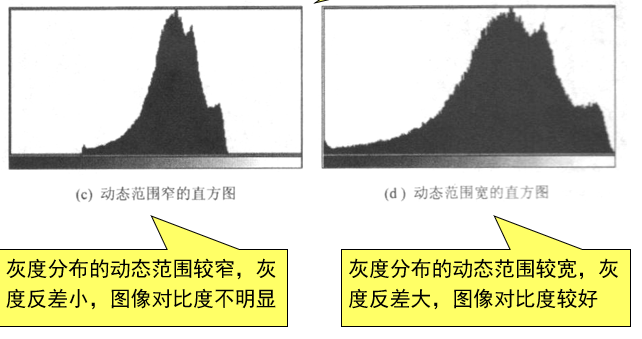 (c) 动态范围窄的直方图
(d) 动态范围宽的直方图
灰度分布的动态范围较窄，灰
度反差小，图像对比度不明显
灰度分布的动态范围较宽，灰
度反差大，图像对比度较好